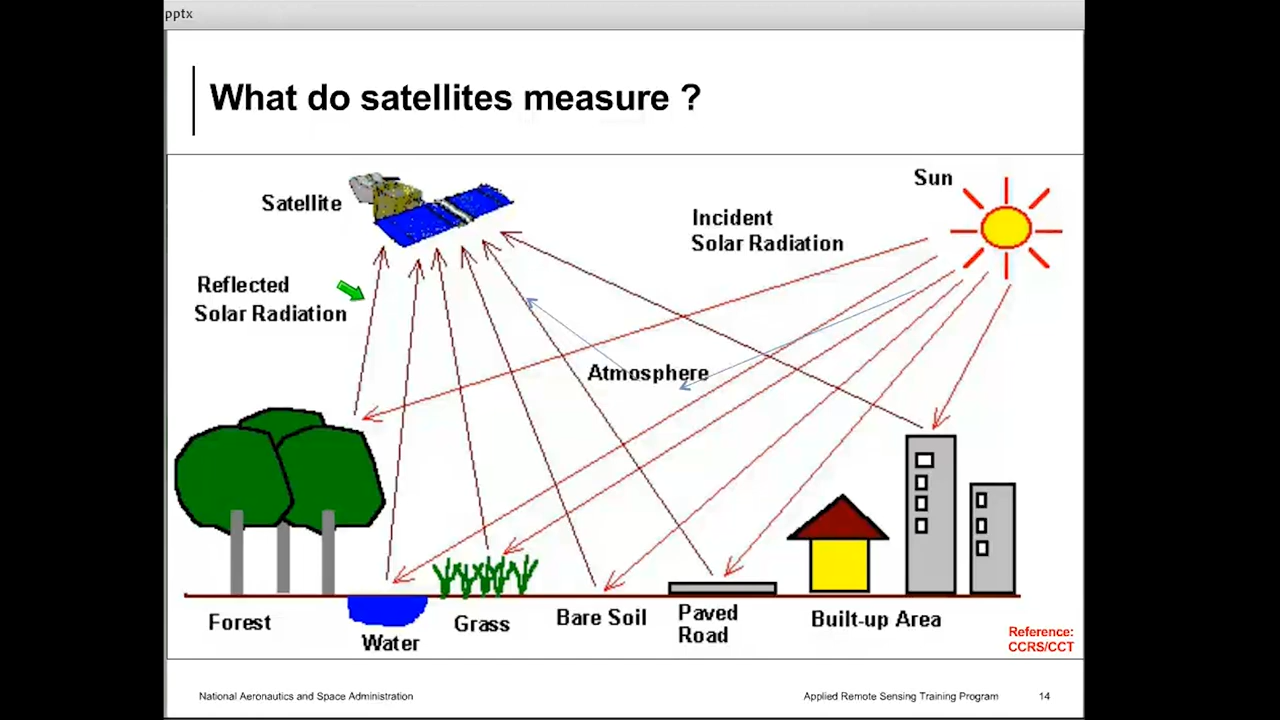 pptx
What do satellites measure ?
Satellite
Sun
Incident
Solar Radiation
Reflected
Solar Radiation
Atmosphere
Forest
Water
Grass
Bare Soil
Paved
Road
Built-up Area
Reference:
CCRS/CCT
National Aeronautics and Space Administration
Applied Remote Sensing Training Program
14